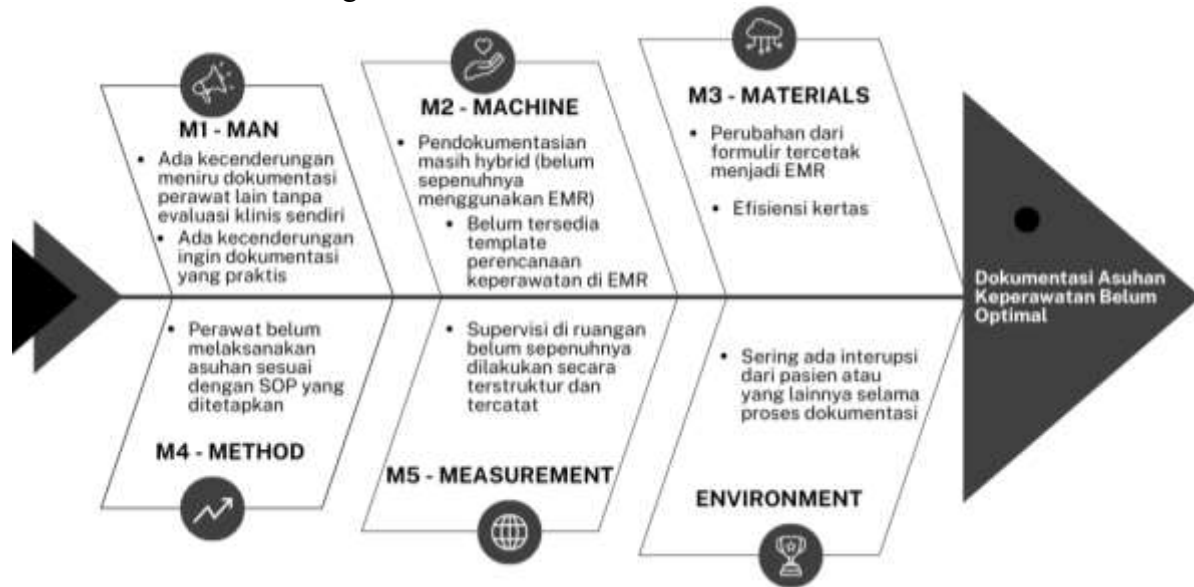 M1 - MAN
• Ada kecenderungan
meniru dokumentasi
perawat lain tanpa
evaluasi klinis sendiri
• Ada kecenderungan
ingin dokumentasi
yang praktis
M2 - MACHINE
• Pendokumentasian
masih hybrid (belum
sepenuhnya
menggunakan EMR)
• Belum tersedia
template
perencanaan
keperawatan di EMR
M3 - MATERIALS
• Perubahan dari
formulir tercetak
menjadi EMR
• Efisiensi kertas
Dokumentasi Asuhan
Keperawatan Belum
Optimal
• Perawat belum
melaksanakan
asuhan sesuai
dengan SOP yang
ditetapkan
M4 - METHOD
• Supervisi di ruangan
belum sepenuhnya
dilakukan secara
terstruktur dan
tercatat
M5 - MEASUREMENT
• Sering ada interupsi
dari pasien atau
yang lainnya selama
proses dokumentasi
ENVIRONMENT